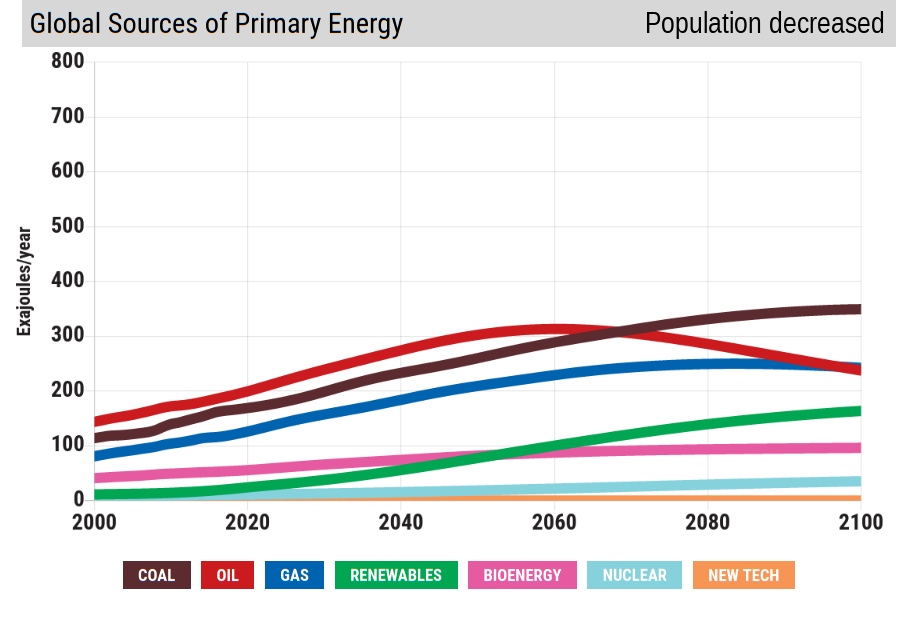 Global Sources of Primary Energy
Population decreased
800
700
600
500
400
300
200
100
0
Exajoules/year
2000 2020 2040 2060 2080 2100
COAL OIL GAS RENEWABLES BIOENERGY NUCLEAR NEW TECH